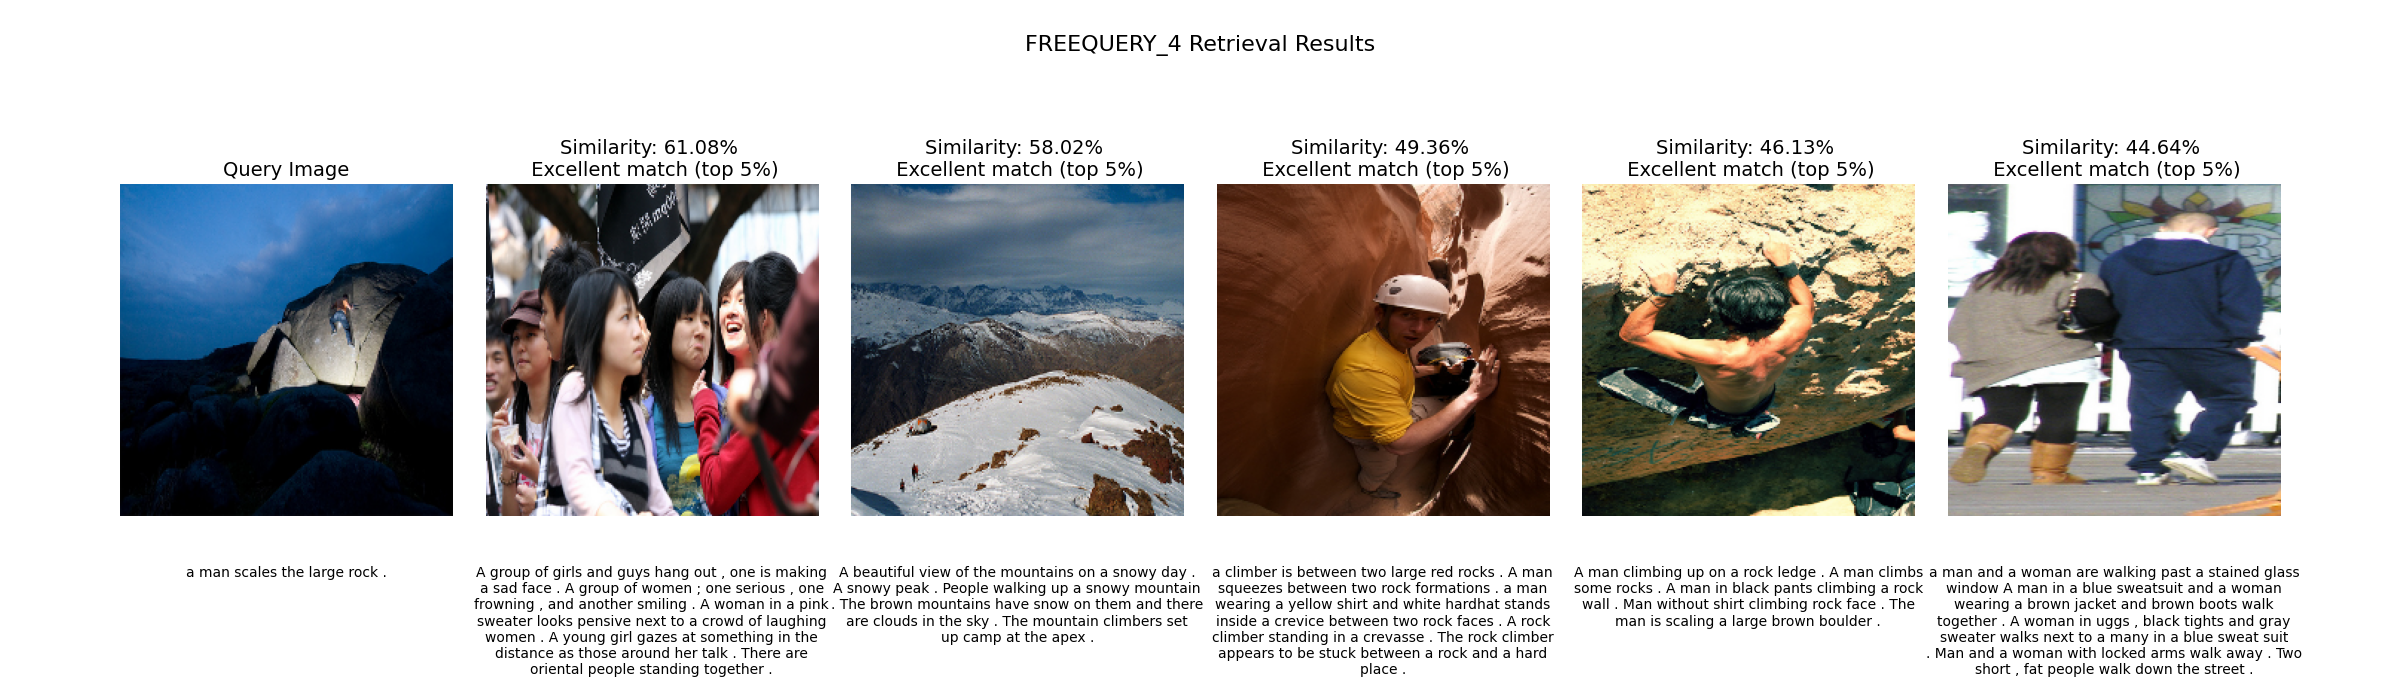 FREEQUERY_4 Retrieval Results
Query Image
a man scales the large rock .
Similarity: 61.08%
Excellent match (top 5%)
A group of girls and guys hang out , one is making
a sad face . A group of women ; one serious , one
frowning , and another smiling . A woman in a pink
sweater looks pensive next to a crowd of laughing
women . A young girl gazes at something in the
distance as those around her talk . There are
oriental people standing together .
Similarity: 58.02%
Excellent match (top 5%)
A beautiful view of the mountains on a snowy day .
A snowy peak . People walking up a snowy mountain
. The brown mountains have snow on them and there
are clouds in the sky . The mountain climbers set
up camp at the apex .
Similarity: 49.36%
Excellent match (top 5%)
a climber is between two large red rocks . A man
squeezes between two rock formations . a man
wearing a yellow shirt and white hardhat stands
inside a crevice between two rock faces . A rock
climber standing in a crevasse . The rock climber
appears to be stuck between a rock and a hard
place .
Similarity: 46.13%
Excellent match (top 5%)
A man climbing up on a rock ledge . A man climbs
some rocks . A man in black pants climbing a rock
wall . Man without shirt climbing rock face . The
man is scaling a large brown boulder .
Similarity: 44.64%
Excellent match (top 5%)
a man and a woman are walking past a stained glass
window A man in a blue sweatsuit and a woman
wearing a brown jacket and brown boots walk
together . A woman in uggs , black tights and gray
sweater walks next to a many in a blue sweat suit
. Man and a woman with locked arms walk away . Two
short , fat people walk down the street .